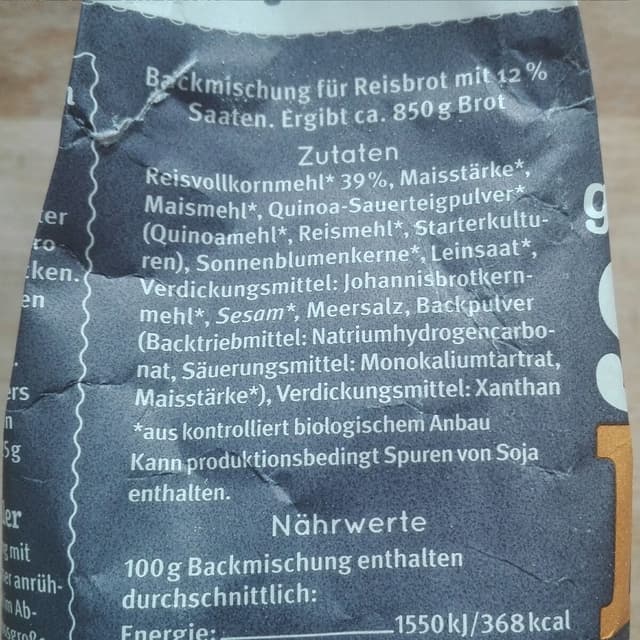 Backmischung für Reisbrot mit 12 %
Saaten. Ergibt ca. 850 g Brot
Zutaten
Reisvollkornmehl* 39 %, Maisstärke*,
Maismehl*, Quinoa-Sauerteigpulver*
(Quinoamehl*, Reismehl*, Starterkultu-
ren), Sonnenblumenkerne*, Leinsaat*,
Verdickungsmittel: Johannisbrotkern-
mehl*, Sesam*, Meersalz, Backpulver
(Backtriebmittel: Natriumhydrogencarbo-
nat, Säuerungsmittel: Monokaliumtartrat,
Maisstärke*), Verdickungsmittel: Xanthan
*aus kontrolliert biologischem Anbau
Kann produktionsbedingt Spuren von Soja
enthalten.
Nährwerte
100 g Backmischung enthalten
durchschnittlich:
Energie: 1550 kJ/368 kcal